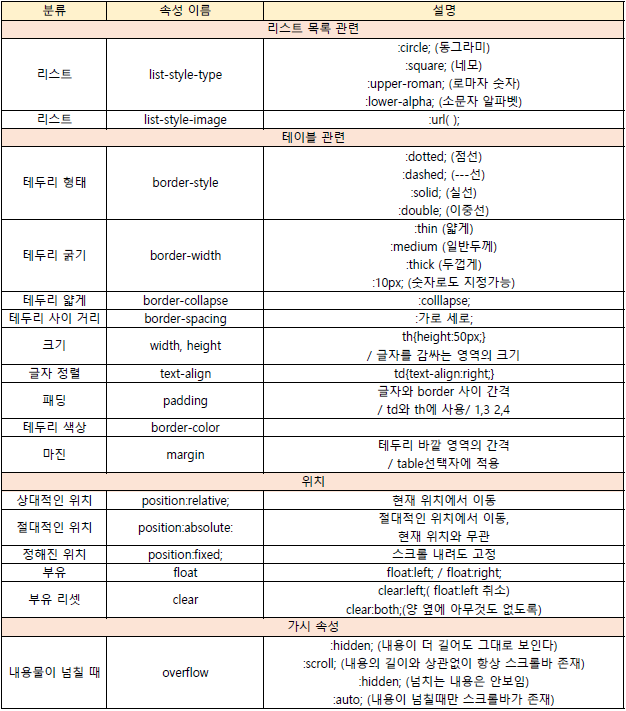 분류 속성 이름 설명
리스트 목록 관련
리스트 list-style-type :circle; (동그라미)
:square; (네모)
:upper-roman; (로마자 숫자)
:lower-alpha; (소문자 알파벳)
리스트 list-style-image :url( );
테이블 관련
테두리 형태 border-style :dotted; (점선)
:dashed; (---선)
:solid; (실선)
:double; (이중선)
테두리 굵기 border-width :thin (얇게)
:medium (일반두께)
:thick (두껍게)
:10px; (숫자로도 지정가능)
테두리 얇게 border-collapse :colllapse;
테두리 사이 거리 border-spacing :가로 세로;
크기 width, height th{height:50px;}
/ 글자를 감싸는 영역의 크기
글자 정렬 text-align td{text-align:right;}
패딩 padding 글자와 border 사이 간격
/ td와 th에 사용/ 1,3 2,4
테두리 색상 border-color
마진 margin 테두리 바깥 영역의 간격
/ table선택자에 적용
위치
상대적인 위치 position:relative; 현재 위치에서 이동
절대적인 위치 position:absolute: 절대적인 위치에서 이동,
현재 위치와 무관
정해진 위치 position:fixed; 스크롤 내려도 고정
부유 float float:left; / float:right;
부유 리셋 clear clear:left;( float:left 취소)
clear:both;(양 옆에 아무것도 없도록)
가시 속성
내용물이 넘칠 때 overflow :hidden; (내용이 더 길어도 그대로 보인다)
:scroll; (내용의 길이와 상관없이 항상 스크롤바 존재)
:hidden; (넘치는 내용은 안보임)
:auto; (내용이 넘칠때만 스크롤바가 존재)